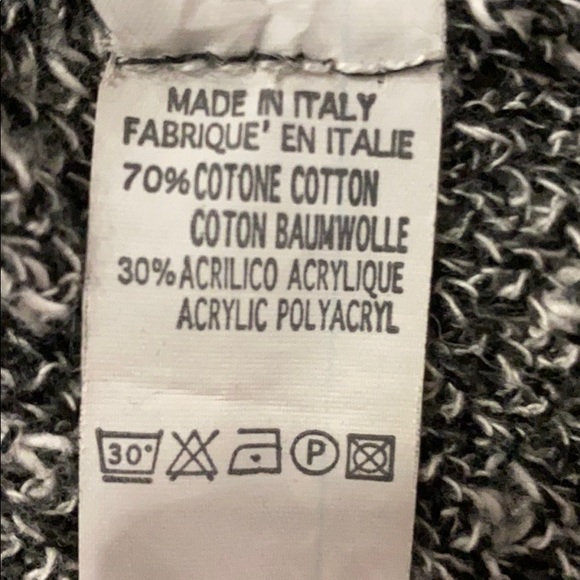 MADE IN ITALY
FABRIQUE' EN ITALIE
70% COTONE COTTON
COTON BAUMWOLLE
30% ACRILICO ACRYLIQUE
ACRYLIC POLYACRYL
30° P